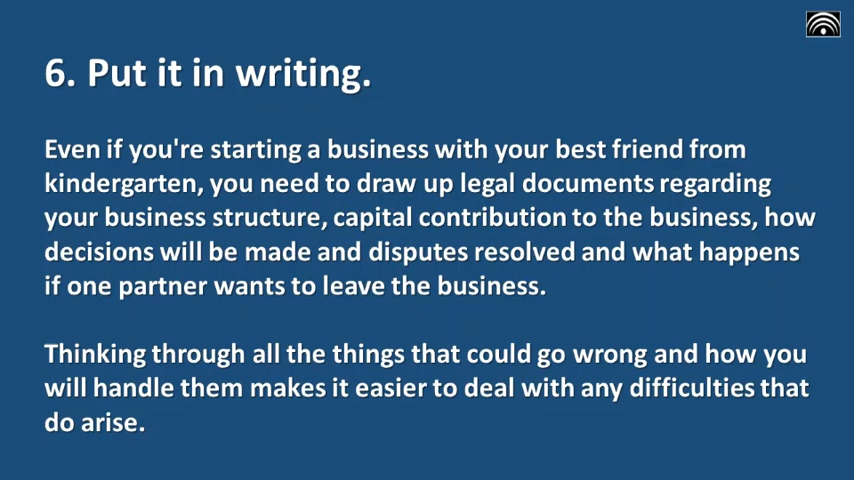 6. Put it in writing.
Even if you're starting a business with your best friend from
kindergarten, you need to draw up legal documents regarding
your business structure, capital contribution to the business, how
decisions will be made and disputes resolved and what happens
if one partner wants to leave the business.
Thinking through all the things that could go wrong and how you
will handle them makes it easier to deal with any difficulties that
do arise.